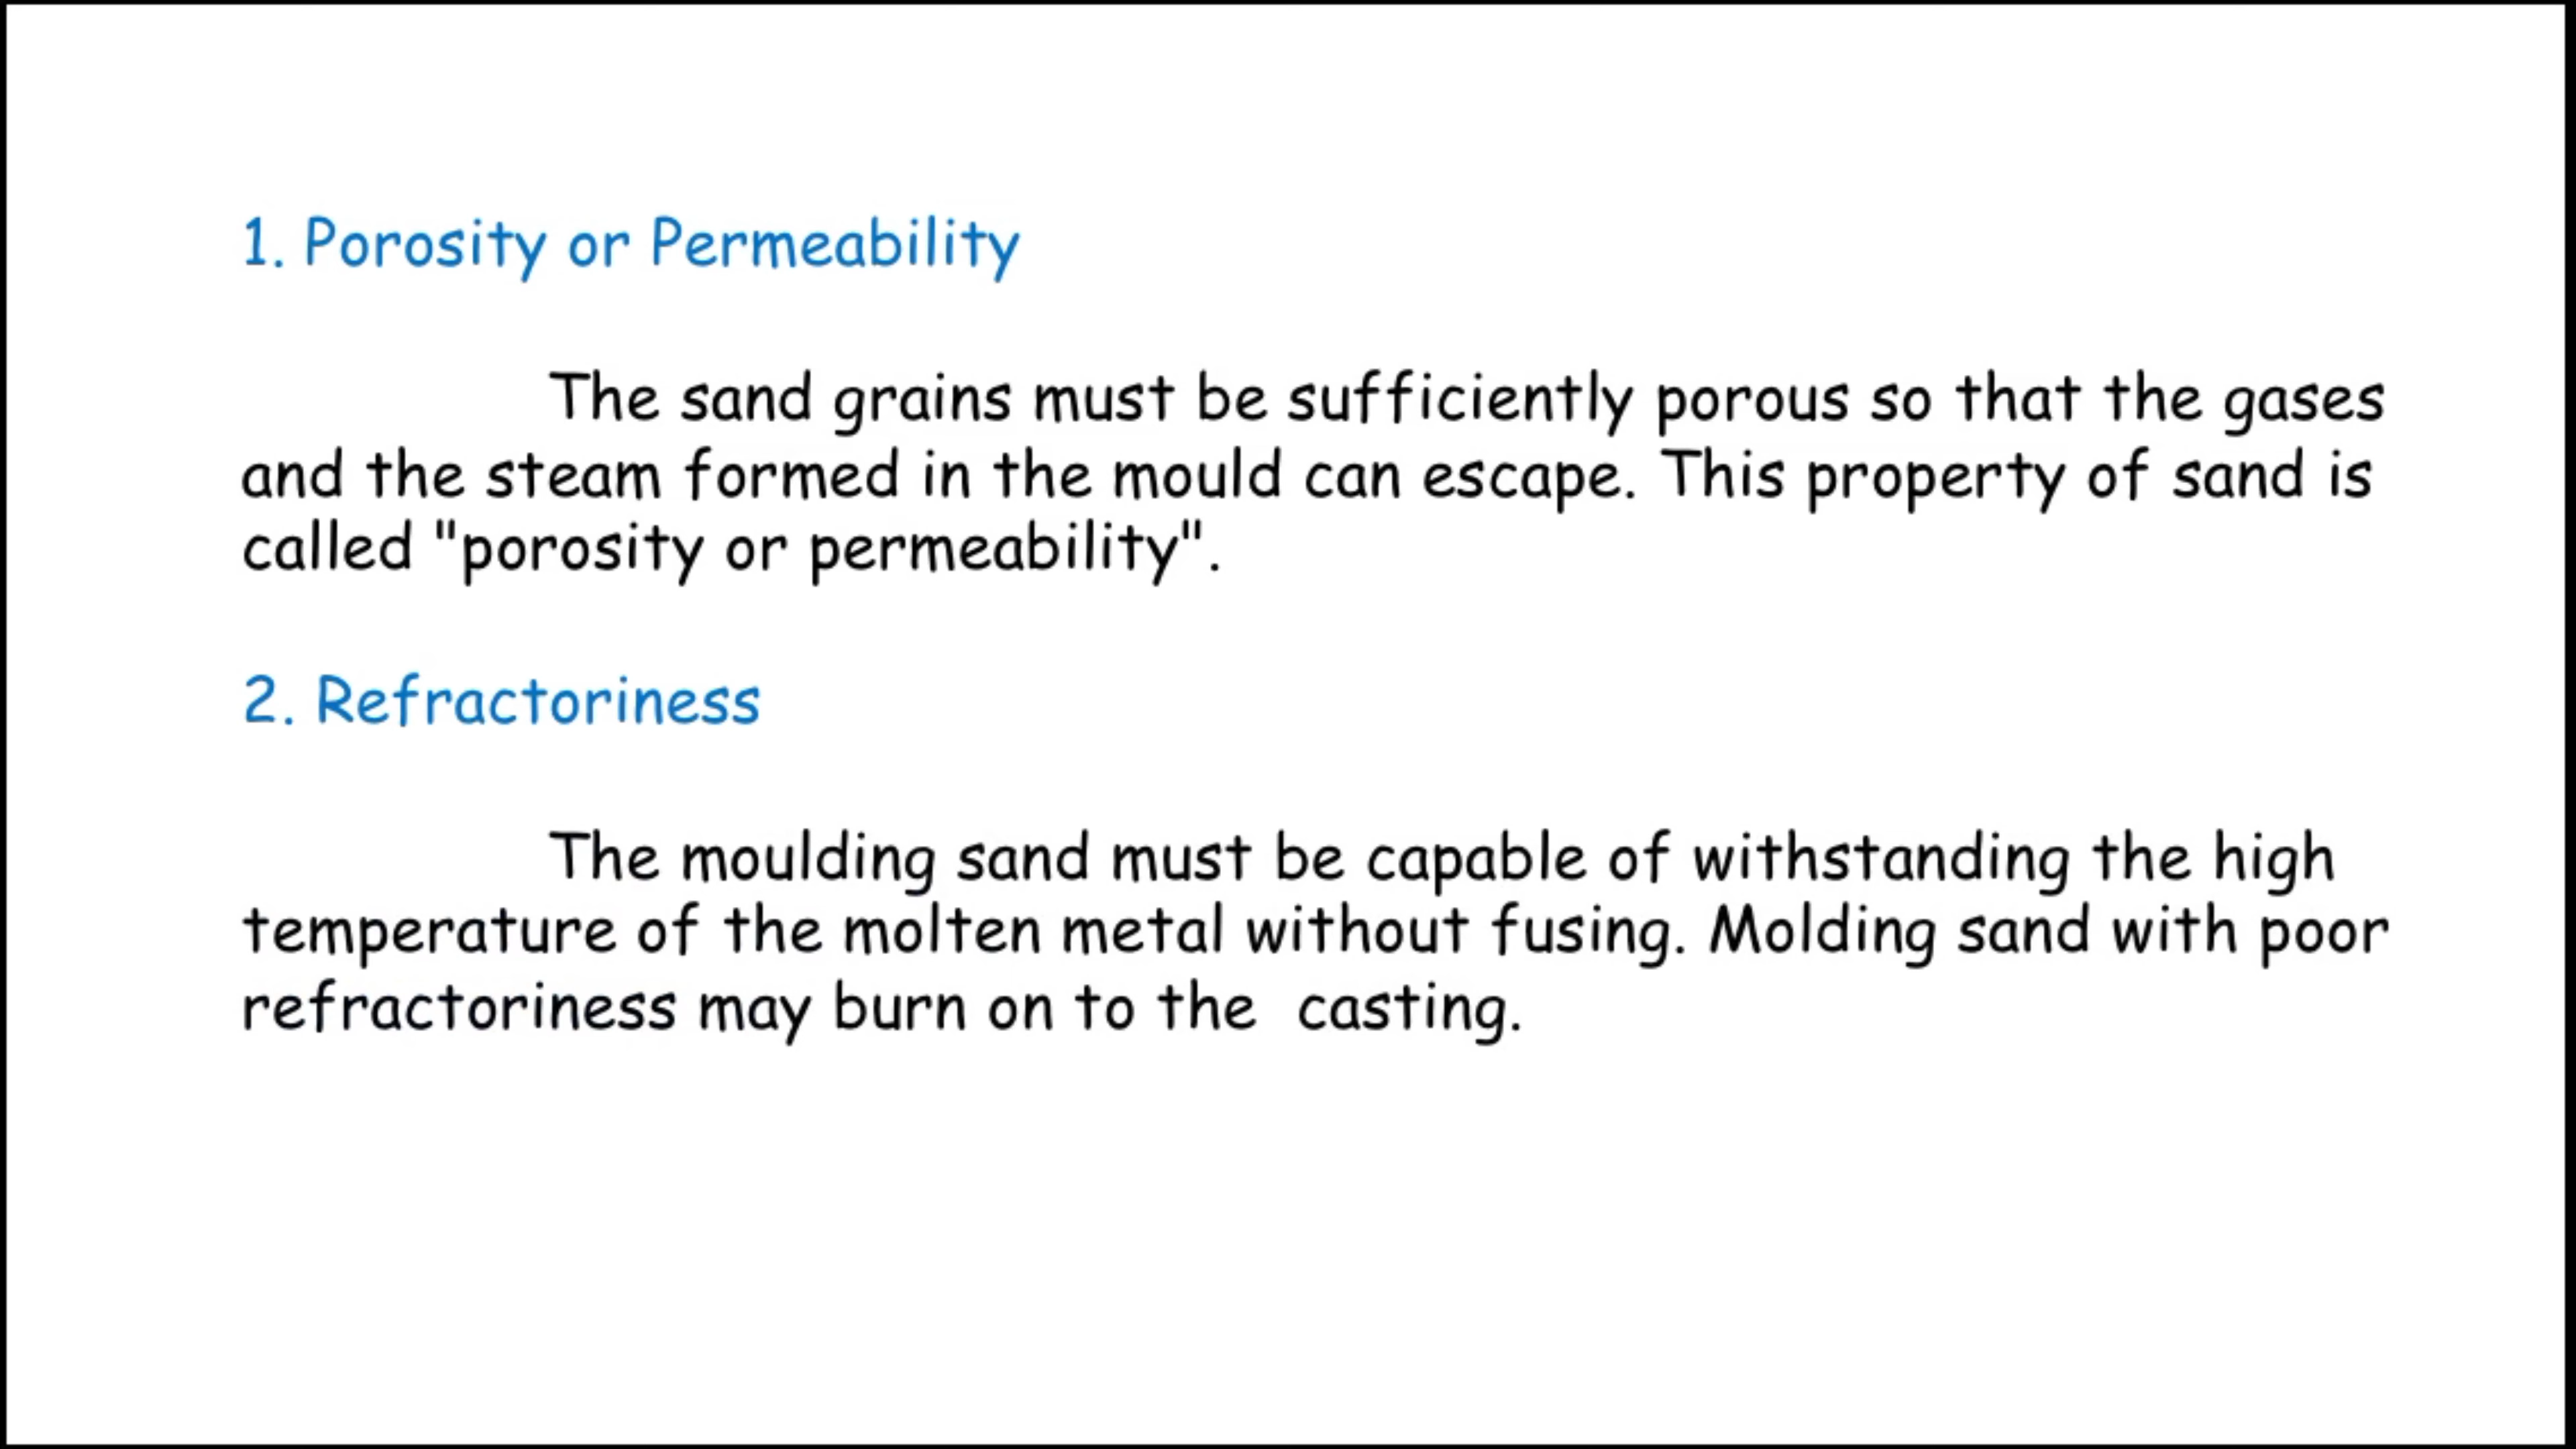 1. Porosity or Permeability
The sand grains must be sufficiently porous so that the gases
and the steam formed in the mould can escape. This property of sand is
called "porosity or permeability".
2. Refractoriness
The moulding sand must be capable of withstanding the high
temperature of the molten metal without fusing. Molding sand with poor
refractoriness may burn on to the  casting.